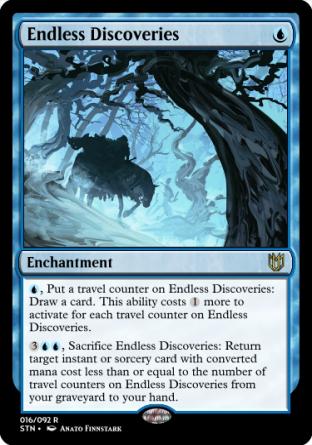 Endless Discoveries
Enchantment
, Put a travel counter on Endless Discoveries:
Draw a card. This ability costs 1 more to
activate for each travel counter on Endless
Discoveries.
3, Sacrifice Endless Discoveries: Return
target instant or sorcery card with converted
mana cost less than or equal to the number of
travel counters on Endless Discoveries from
your graveyard to your hand.
016/092 R
STN • Anato Finnstark